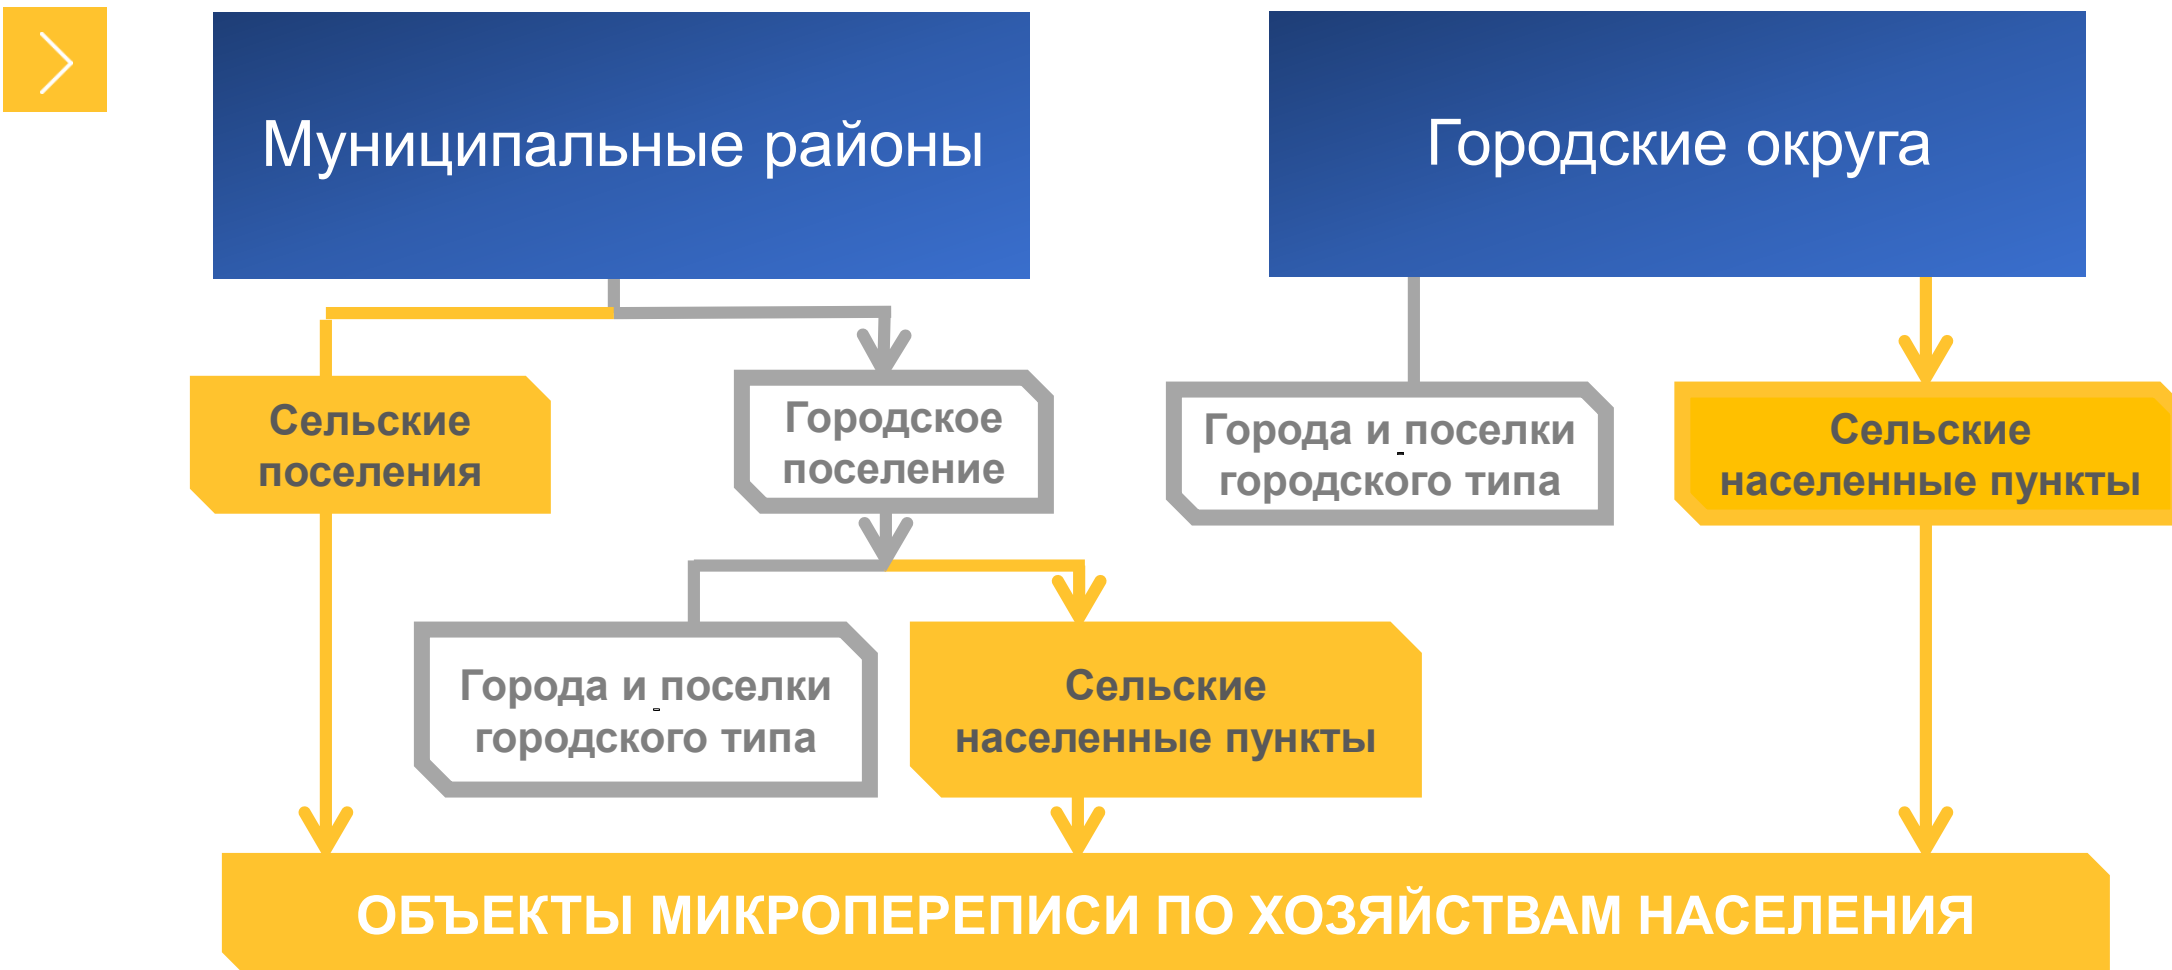 Муниципальные районы
Городские округа
Сельские
поселения
Городское
поселение
Города и поселки
городского типа
Сельские
населенные пункты
Города и поселки
городского типа
Сельские
населенные пункты
ОБЪЕКТЫ МИКРОПЕРЕПИСИ ПО ХОЗЯЙСТВАМ НАСЕЛЕНИЯ